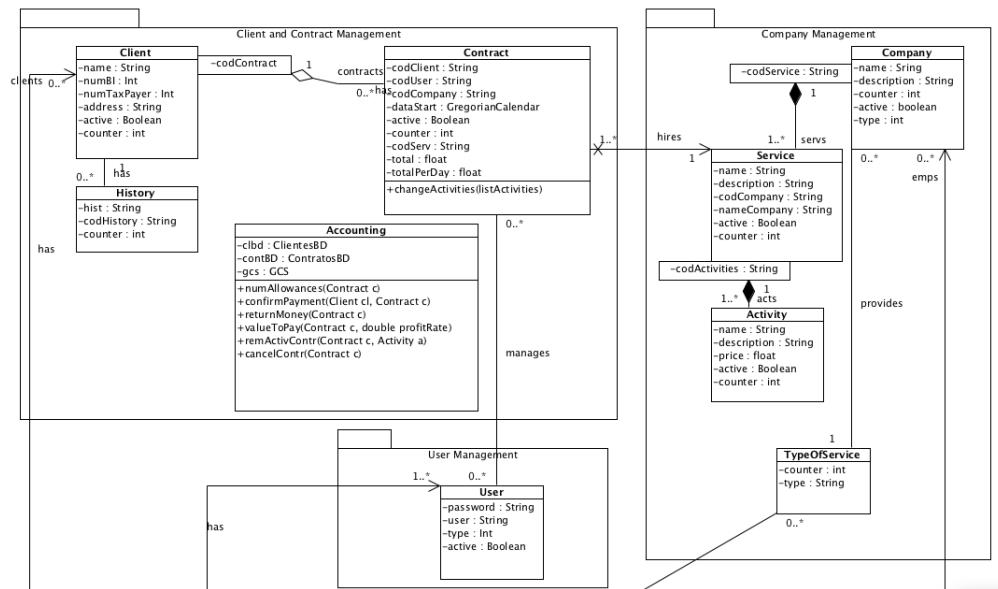 Client and Contract Management
Client
-name : String
-numBI : Int
-numTaxPayer : Int
-address : String
-active : Boolean
-counter : int
clients
0..*
-codContract
1
contracts
0..*
has
Contract
-codClient : String
-codUser : String
-codCompany : String
-dataStart : GregorianCalendar
-active : Boolean
-counter : int
-codServ : String
-total : float
-totalPerDay : float
+changeActivities(listActivities)
1
has
0..*
History
-hist : String
-codHistory : String
-counter : int
has
Accounting
-clbd : ClientesBD
-contBD : ContratosBD
-gcs : GCS
+numAllowances(Contract c)
+confirmPayment(Client cl, Contract c)
+returnMoney(Contract c)
+valueToPay(Contract c, double profitRate)
+remActivContr(Contract c, Activity a)
+cancelContr(Contract c)
0..*
manages
0..*
1..*
hires
1
Company Management
Company
-name : Sring
-description : String
-counter : int
-active : boolean
-type : int
-codService : String
1
1..*
servs
Service
-name : String
-description : String
-codCompany : String
-nameCompany : String
-active : Boolean
-counter : int
0..*
0..*
emps
-codActivities : String
1
1..*
acts
Activity
-name : String
-description : String
-price : float
-active : Boolean
-counter : int
provides
1
TypeOfService
-counter : int
-type : String
0..*
User Management
1..*
has
User
-password : String
-user : String
-type : Int
-active : Boolean